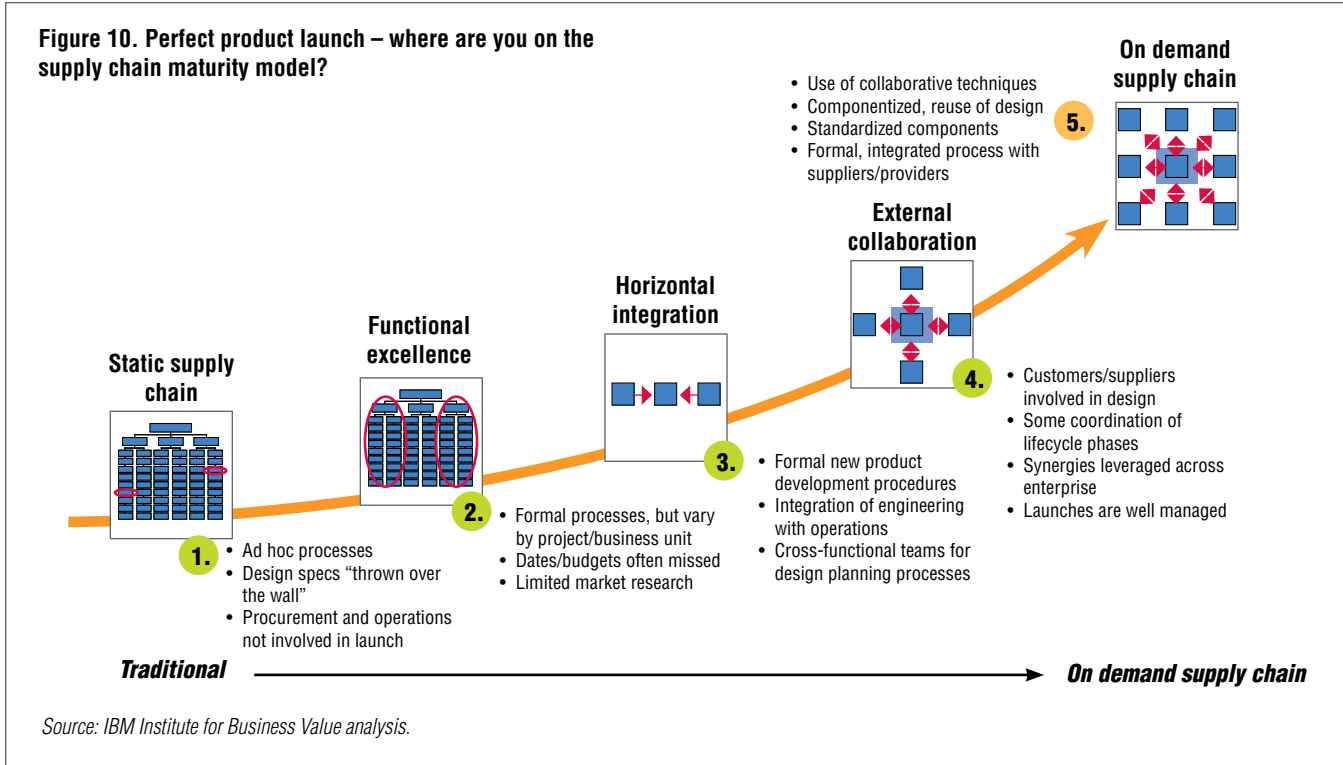 Figure 10. Perfect product launch – where are you on the
supply chain maturity model?
Static supply
chain
1.
• Ad hoc processes
• Design specs “thrown over
the wall”
• Procurement and operations
not involved in launch
Functional
excellence
2.
• Formal processes, but vary
by project/business unit
• Dates/budgets often missed
• Limited market research
Horizontal
integration
3.
• Formal new product
development procedures
• Integration of engineering
with operations
• Cross-functional teams for
design planning processes
External
collaboration
4.
• Customers/suppliers
involved in design
• Some coordination of
lifecycle phases
• Synergies leveraged across
enterprise
• Launches are well managed
On demand
supply chain
5.
• Use of collaborative techniques
• Componentized, reuse of design
• Standardized components
• Formal, integrated process with
suppliers/providers
Traditional
On demand supply chain
Source: IBM Institute for Business Value analysis.